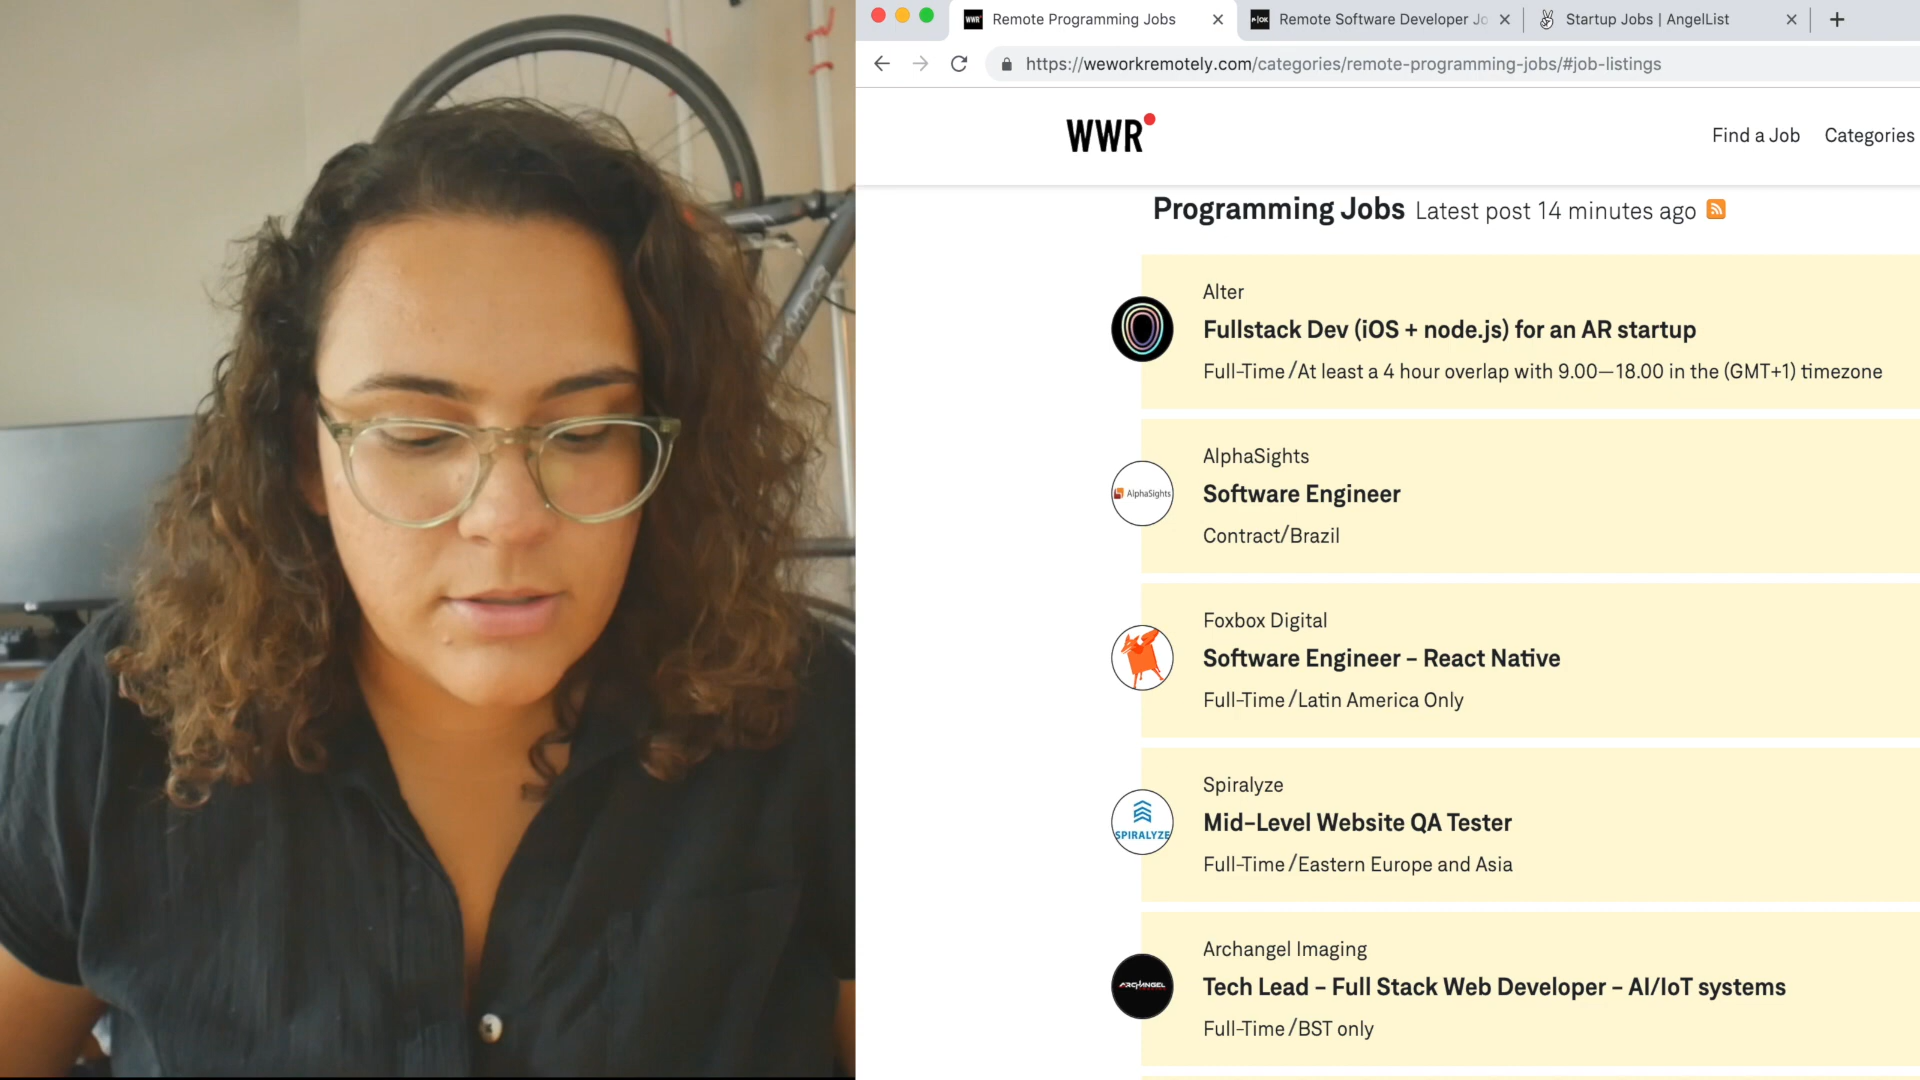 WWR Remote Programming Jobs
Remote Software Developer Jo
Startup Jobs | AngelList
https://weworkremotely.com/categories/remote-programming-jobs/#job-listings
WWR
Find a Job
Categories
Programming Jobs Latest post 14 minutes ago
Alter
Fullstack Dev (iOS + node.js) for an AR startup
Full-Time/At least a 4 hour overlap with 9.00—18.00 in the (GMT+1) timezone
AlphaSights
AlphaSights
Software Engineer
Contract/Brazil
Foxbox Digital
Software Engineer – React Native
Full-Time/Latin America Only
Spiralyze
SPIRALYZE
Mid-Level Website QA Tester
Full-Time/Eastern Europe and Asia
Archangel Imaging
ARCHANGEL
Tech Lead – Full Stack Web Developer – AI/IoT systems
Full-Time/BST only